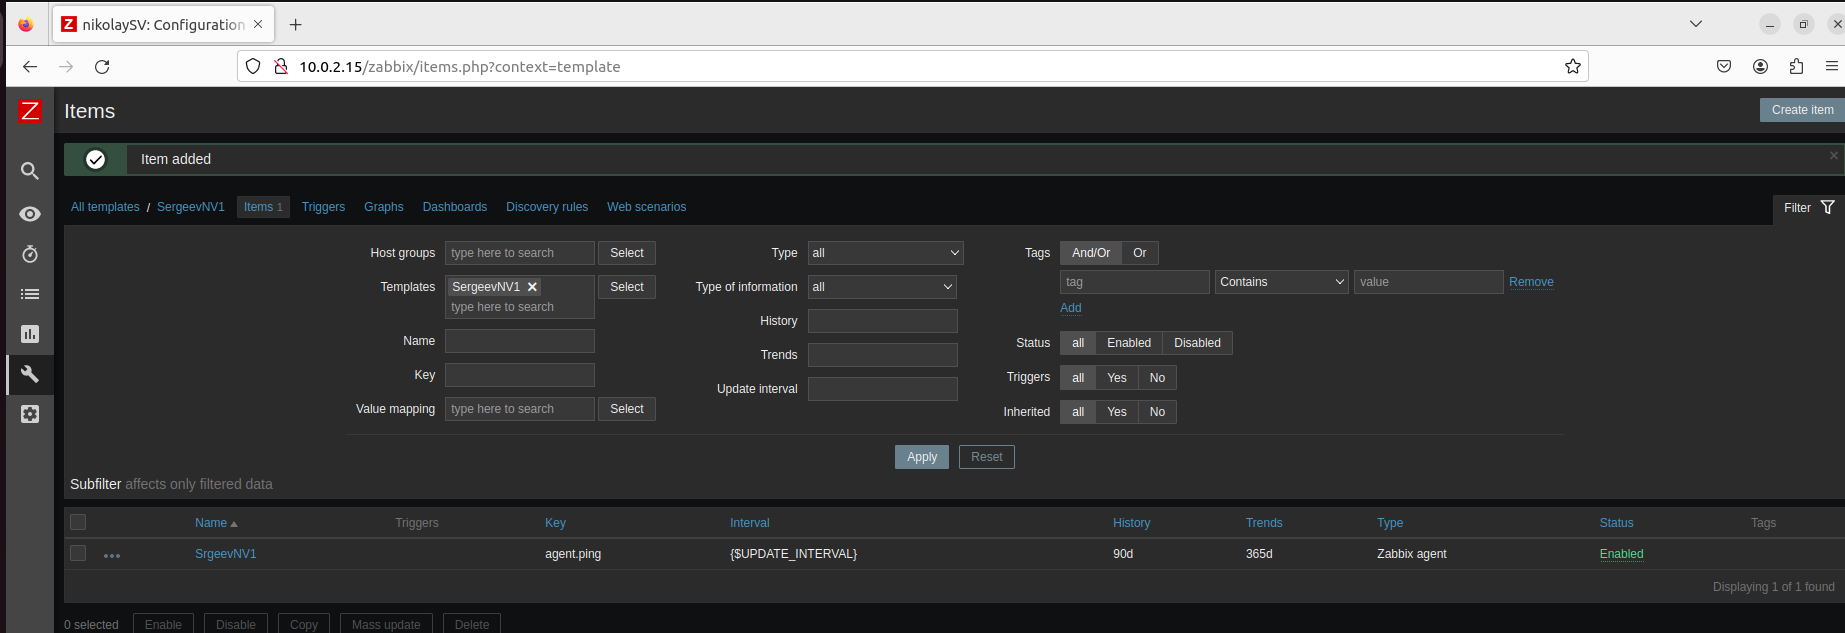 nikolaySV: Configuration
10.0.2.15/zabbix/items.php?context=template
Z
Items
Create item
Item added
All templates / SergeevNV1 Items 1 Triggers Graphs Dashboards Discovery rules Web scenarios
Filter
Host groups type here to search Select Type all Tags And/Or Or
Templates SergeevNV1 Select Type of information all tag Contains value Remove
type here to search
History Add
Name
Status all Enabled Disabled
Trends
Key Triggers all Yes No
Update interval
Value mapping type here to search Select Inherited all Yes No
Apply Reset
Subfilter affects only filtered data
Name Triggers Key Interval History Trends Type Status Tags
SrgeevNV1 agent.ping {$UPDATE_INTERVAL} 90d 365d Zabbix agent Enabled
Displaying 1 of 1 found
0 selected Enable Disable Copy Mass update Delete